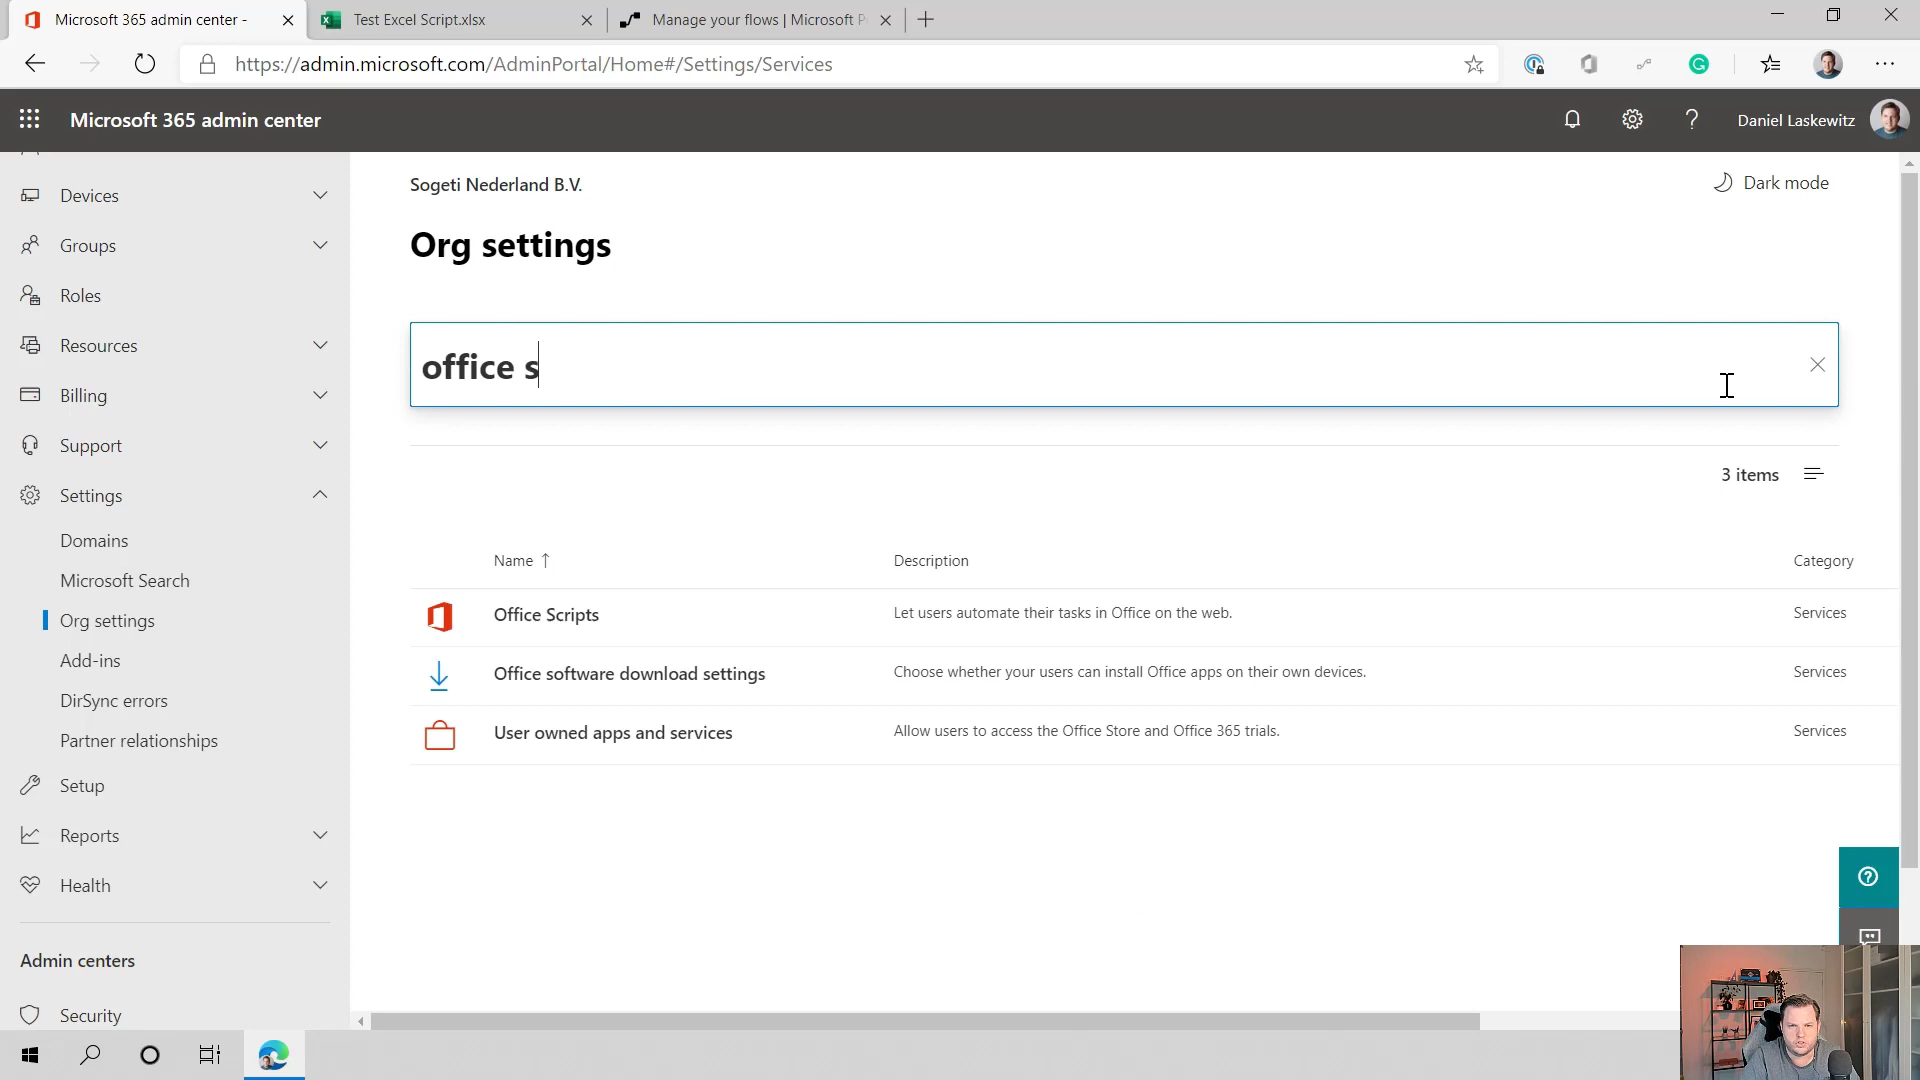 Microsoft 365 admin center -
Test Excel Script.xlsx
Manage your flows | Microsoft P
https://admin.microsoft.com/AdminPortal/Home#/Settings/Services
Microsoft 365 admin center
Daniel Laskewitz
Devices
Groups
Roles
Resources
Billing
Support
Settings
Domains
Microsoft Search
Org settings
Add-ins
DirSync errors
Partner relationships
Setup
Reports
Health
Admin centers
Security
Sogeti Nederland B.V.
Dark mode
Org settings
office s
3 items
Name ↑ Description Category
Office Scripts Let users automate their tasks in Office on the web. Services
Office software download settings Choose whether your users can install Office apps on their own devices. Services
User owned apps and services Allow users to access the Office Store and Office 365 trials. Services